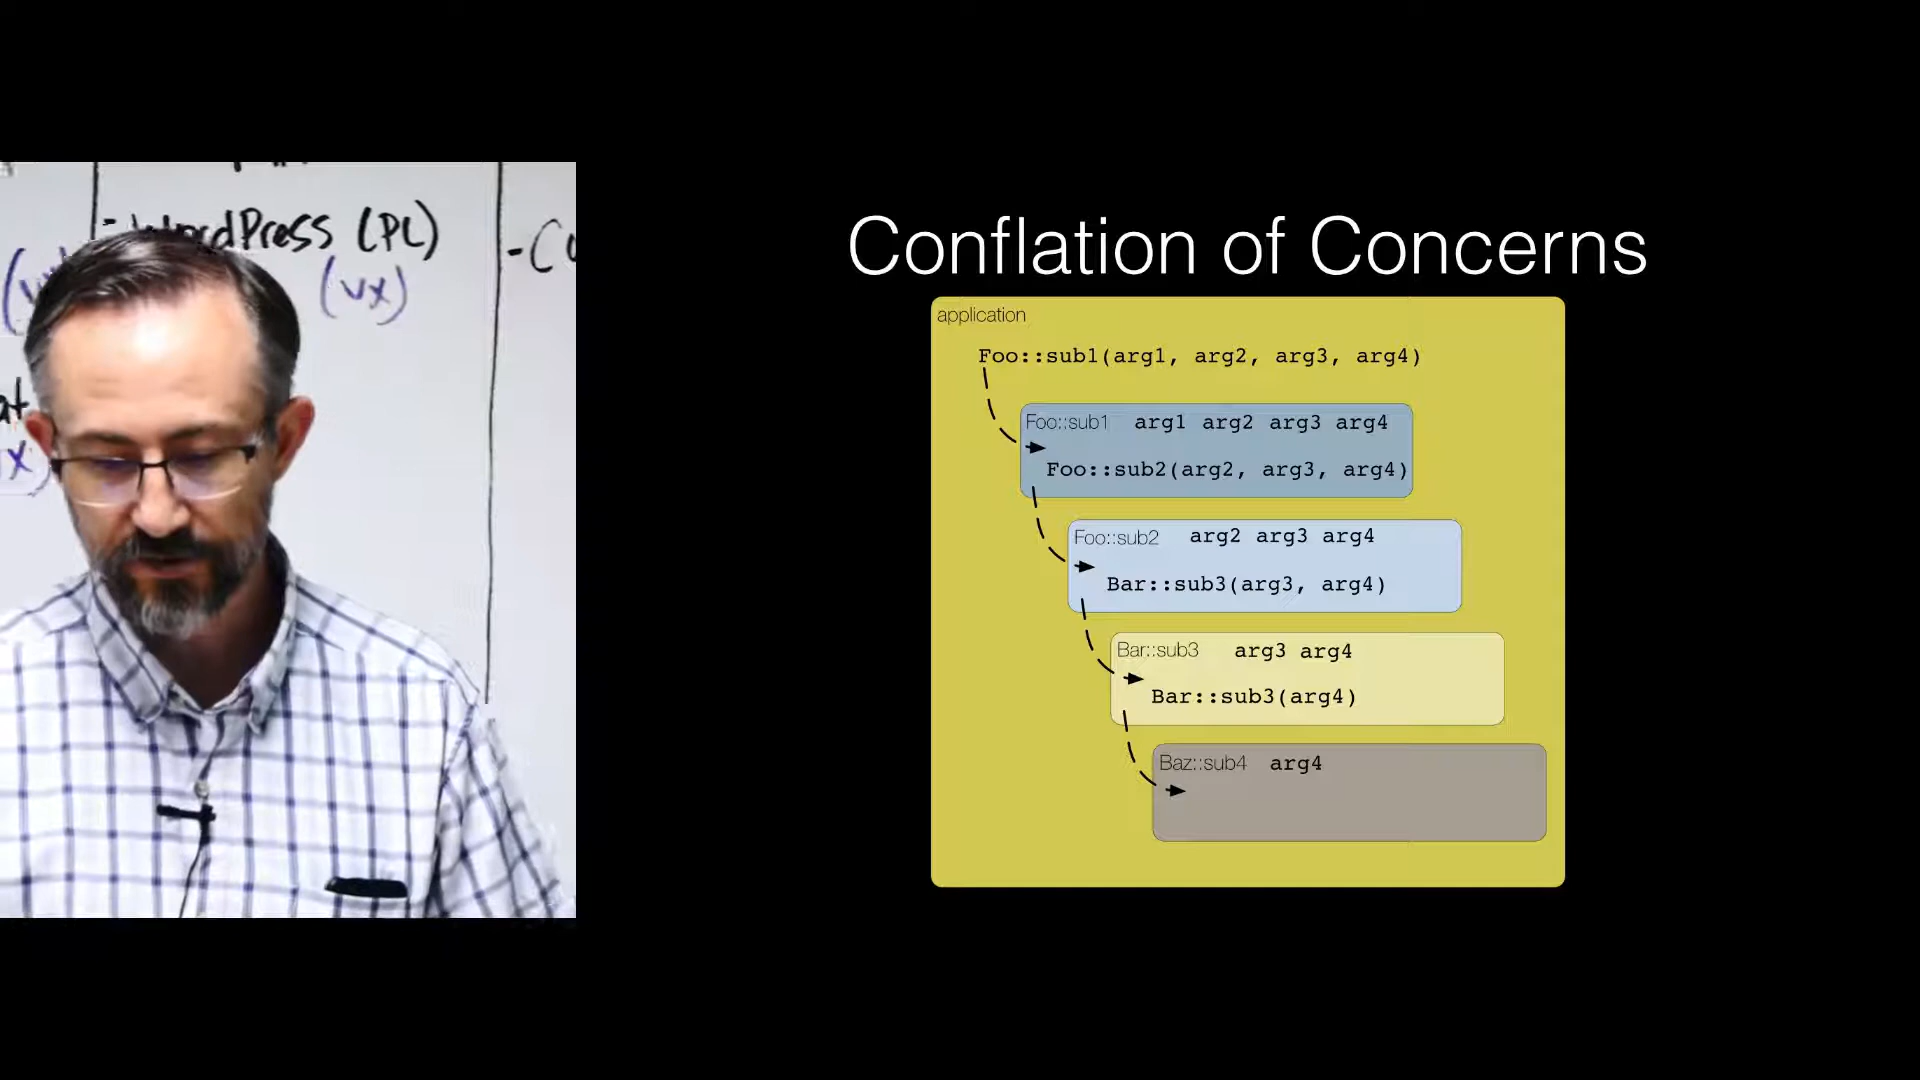 WordPress (PL)
(vx)
Conflation of Concerns
application
Foo::sub1(arg1, arg2, arg3, arg4)
Foo::sub1 arg1 arg2 arg3 arg4
Foo::sub2(arg2, arg3, arg4)
Foo::sub2 arg2 arg3 arg4
Bar::sub3(arg3, arg4)
Bar::sub3 arg3 arg4
Bar::sub3(arg4)
Baz::sub4 arg4